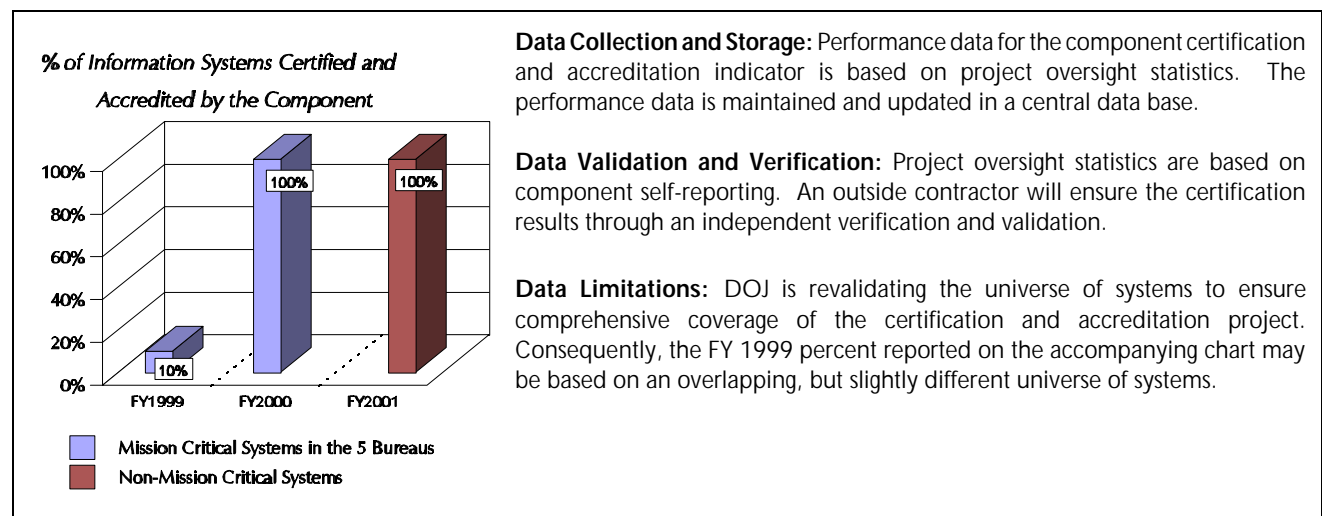 % of Information Systems Certified and
Accredited by the Component
100%
80%
60%
40%
20%
0%
10%
100%
100%
FY1999
FY2000
FY2001
Mission Critical Systems in the 5 Bureaus
Non-Mission Critical Systems
Data Collection and Storage: Performance data for the component certification
and accreditation indicator is based on project oversight statistics. The
performance data is maintained and updated in a central data base.
Data Validation and Verification: Project oversight statistics are based on
component self-reporting. An outside contractor will ensure the certification
results through an independent verification and validation.
Data Limitations: DOJ is revalidating the universe of systems to ensure
comprehensive coverage of the certification and accreditation project.
Consequently, the FY 1999 percent reported on the accompanying chart may
be based on an overlapping, but slightly different universe of systems.